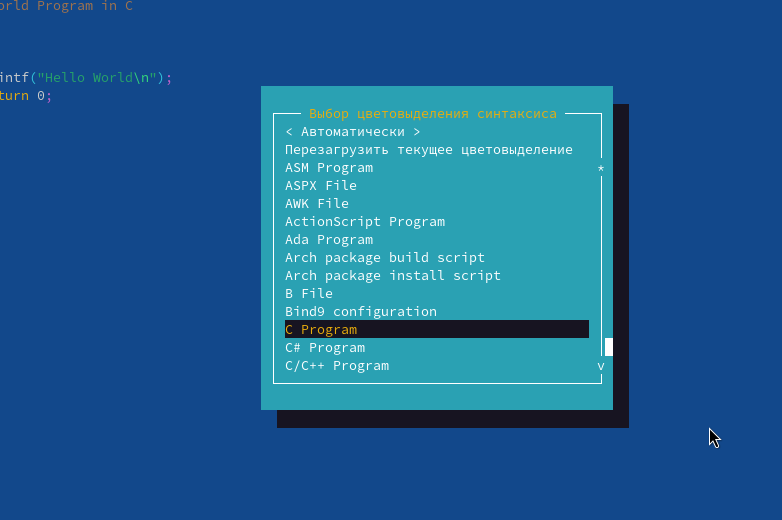 orld Program in C
intf("Hello World\n");
turn 0;
Выбор цветовыделения синтаксиса
< Автоматически >
Перезагрузить текущее цветовыделение
ASM Program
ASPX File
AWK File
ActionScript Program
Ada Program
Arch package build script
Arch package install script
B File
Bind9 configuration
C Program
C# Program
C/C++ Program